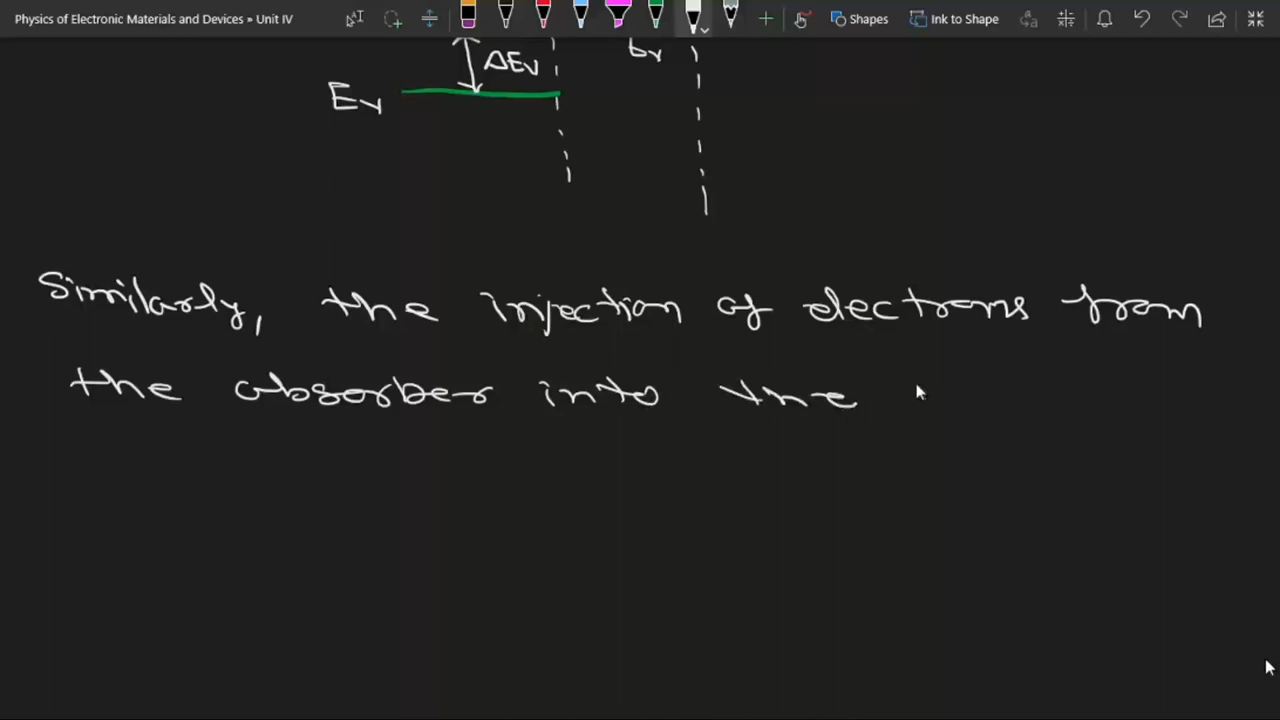 Physics of Electronic Materials and Devices » Unit IV
Shapes
Ink to Shape
ΔEv
Ev
Similarly, the injection of electrons from
the absorber into the